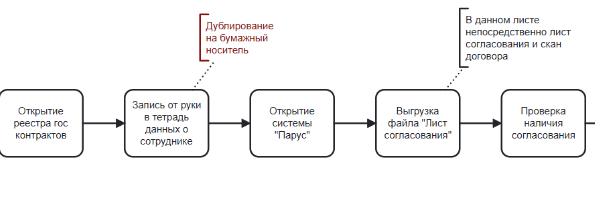 Дублирование
на бумажный
носитель
В данном листе
непосредственно лист
согласования и скан
договора
Открытие
реестра гос
контрактов
Запись от руки
в тетрадь
данных о
сотруднике
Открытие
системы
"Парус"
Выгрузка
файла "Лист
согласования"
Проверка
наличия
согласования